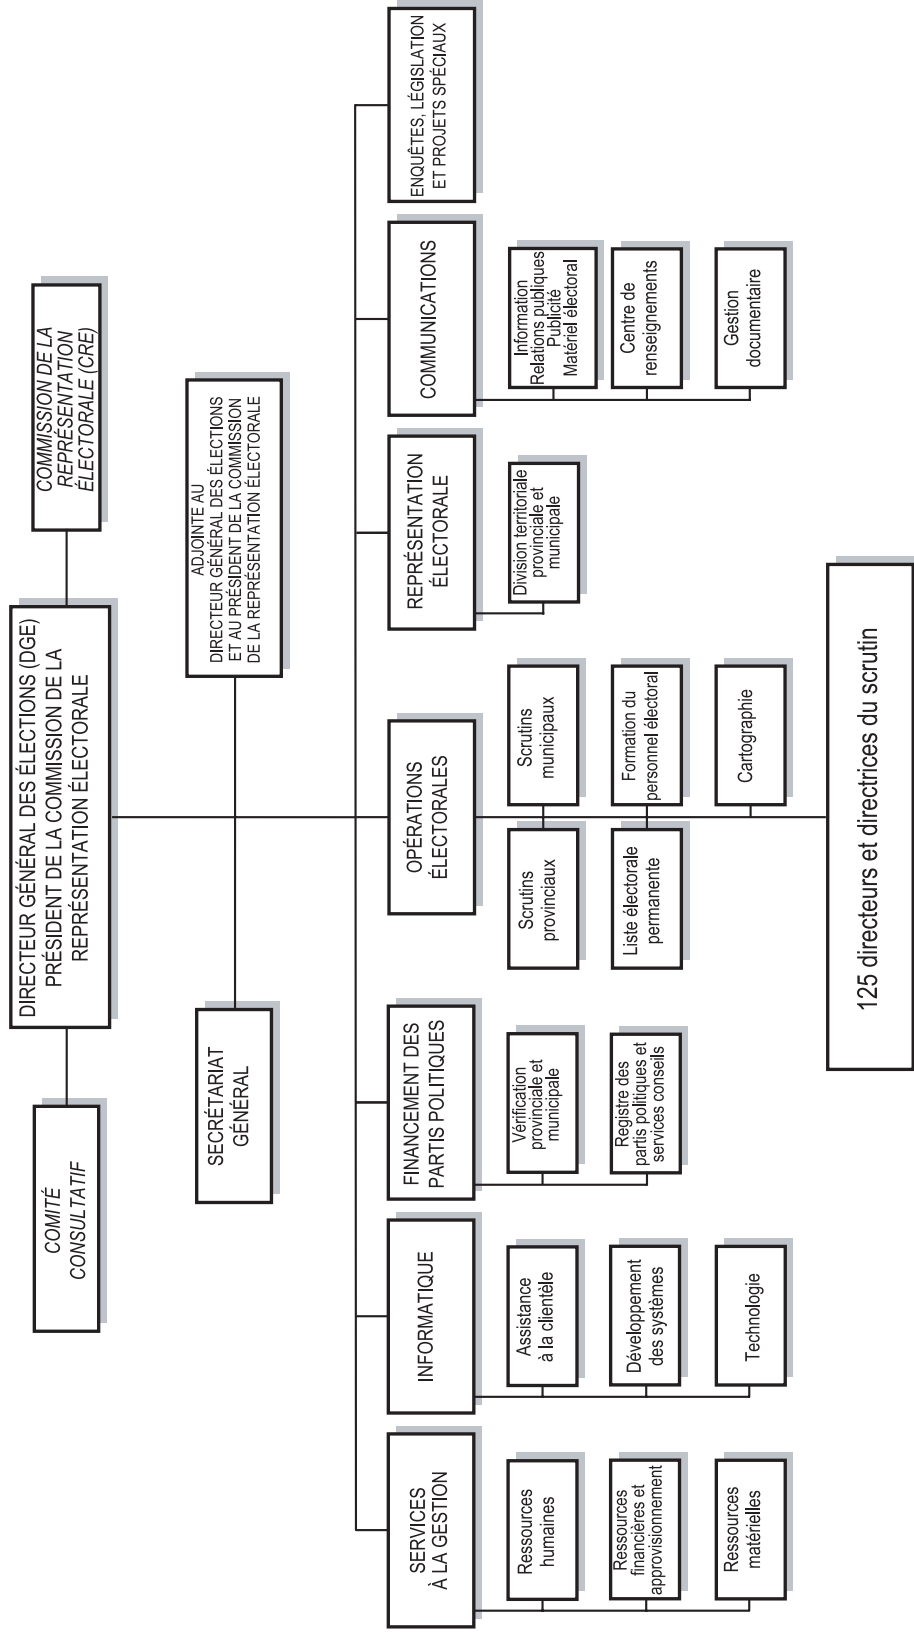 DIRECTEUR GÉNÉRAL DES ÉLECTIONS (DGE)
PRÉSIDENT DE LA COMMISSION DE LA
REPRÉSENTATION ÉLECTORALE
COMITÉ
CONSULTATIF
COMMISSION DE LA
REPRÉSENTATION
ÉLECTORALE (CRE)
SECRÉTARIAT
GÉNÉRAL
ADJOINTE AU
DIRECTEUR GÉNÉRAL DES ÉLECTIONS
ET AU PRÉSIDENT DE LA COMMISSION
DE LA REPRÉSENTATION ÉLECTORALE
SERVICES
À LA GESTION
Ressources
humaines
Ressources
financières et
approvisionnement
Ressources
matérielles
INFORMATIQUE
Assistance
à la clientèle
Développement
des systèmes
Technologie
FINANCEMENT DES
PARTIS POLITIQUES
Vérification
provinciale et
municipale
Registre des
partis politiques et
services conseils
OPÉRATIONS
ÉLECTORALES
Scrutins
provinciaux
Scrutins
municipaux
Liste électorale
permanente
Formation du
personnel électoral
Cartographie
REPRÉSENTATION
ÉLECTORALE
Division territoriale
provinciale et
municipale
COMMUNICATIONS
Information
Relations publiques
Publicité
Matériel électoral
Centre de
renseignements
Gestion
documentaire
ENQUÊTES, LÉGISLATION
ET PROJETS SPÉCIAUX
125 directeurs et directrices du scrutin